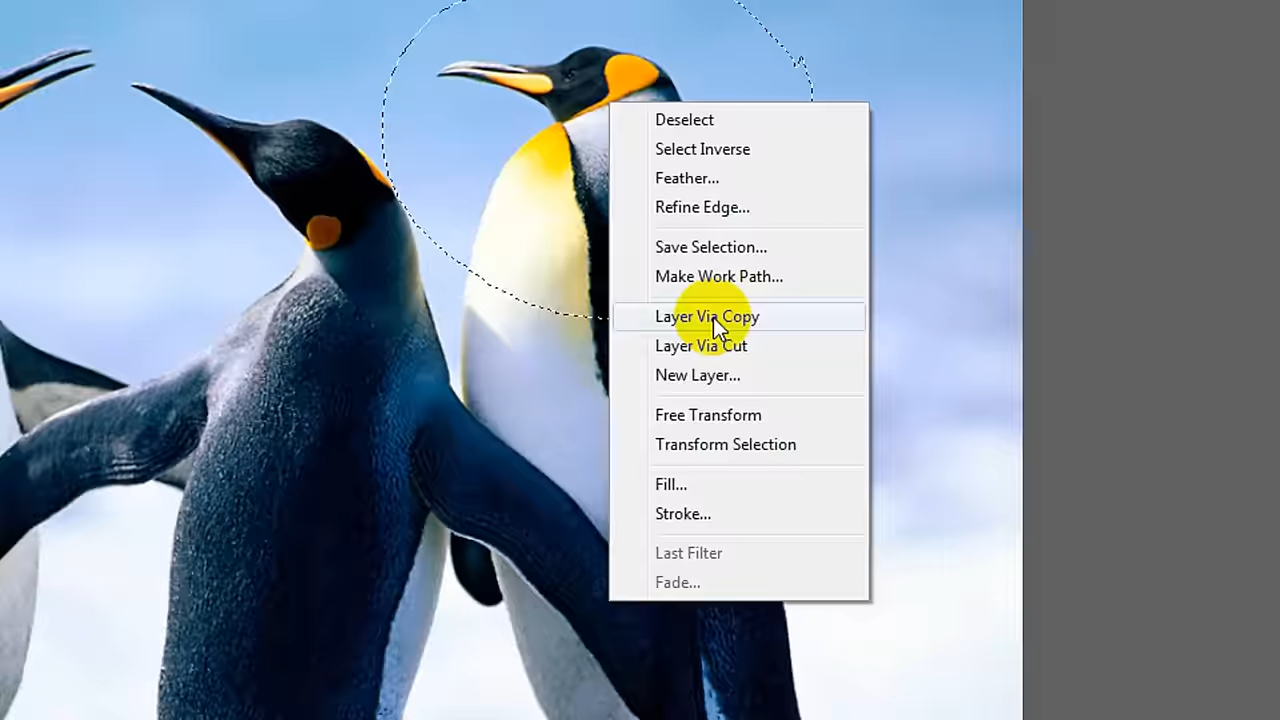 Deselect
Select Inverse
Feather...
Refine Edge...
Save Selection...
Make Work Path...
Layer Via Copy
Layer Via Cut
New Layer...
Free Transform
Transform Selection
Fill...
Stroke...
Last Filter
Fade...